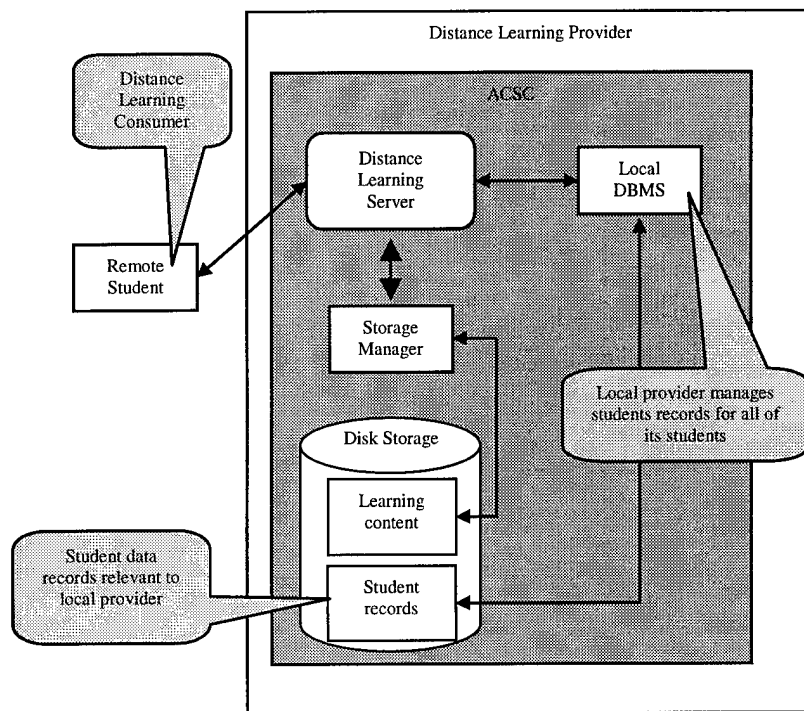 Distance Learning Provider
ACSC
Distance
Learning
Consumer
Distance
Learning
Server
Local
DBMS
Remote
Student
Storage
Manager
Local provider manages
students records for all of
its students
Disk Storage
Learning
content
Student data
records relevant to
local provider
Student
records